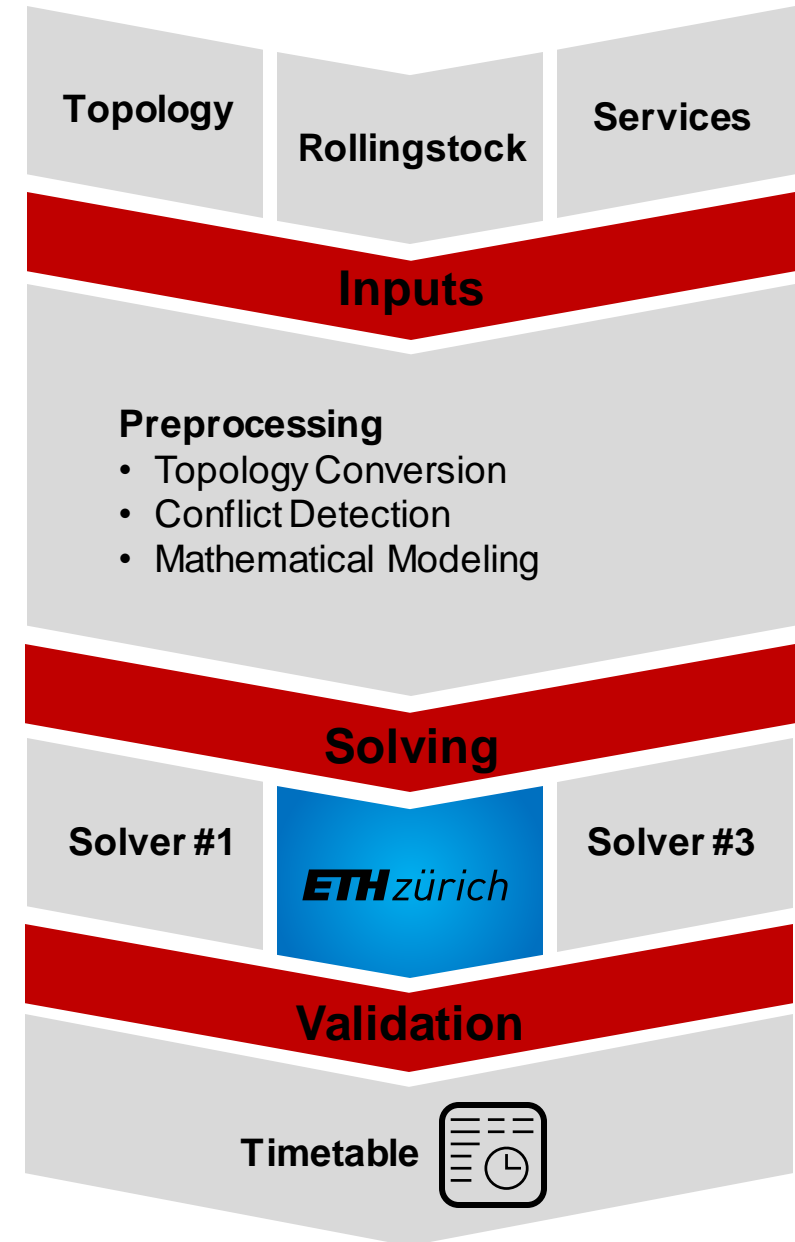 Topology
Rollingstock
Services
Inputs
Preprocessing
• Topology Conversion
• Conflict Detection
• Mathematical Modeling
Solving
Solver #1
ETH zürich
Solver #3
Validation
Timetable